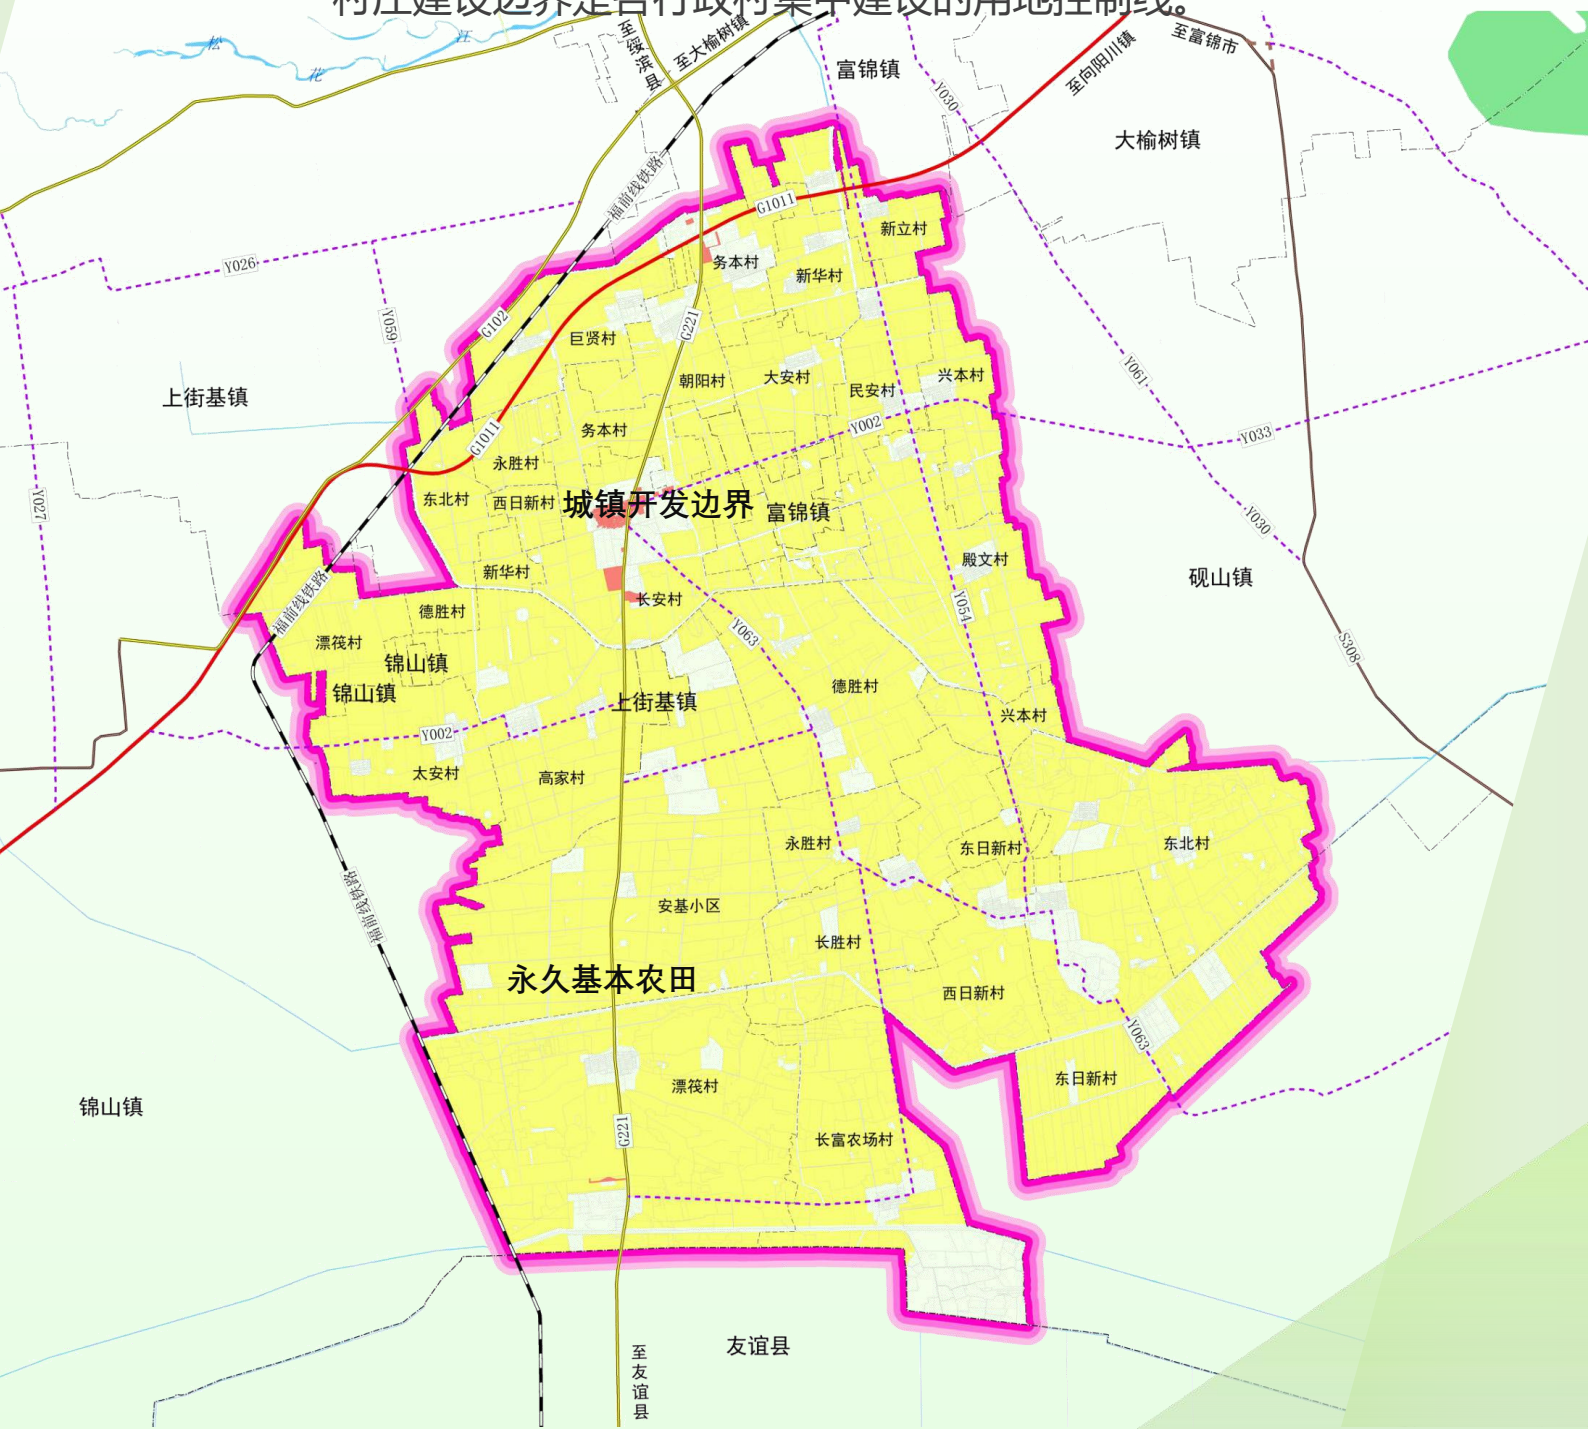 村庄建设边界是各行政村集中建设的用地控制线。
松
花
江
至绥滨县
至大榆树镇
富锦镇
至向阳川镇
至富锦市
Y030
大榆树镇
福前线铁路
G1011
新立村
务本村
新华村
Y026
Y059
G102
G221
巨贤村
朝阳村
大安村
民安村
兴本村
Y061
上街基镇
务本村
Y002
Y033
G1011
永胜村
东北村
西日新村
城镇开发边界
富锦镇
Y027
Y030
殿文村
砚山镇
新华村
长安村
福前线铁路
德胜村
Y054
Y063
S308
漂筏村
锦山镇
锦山镇
上街基镇
德胜村
兴本村
Y002
太安村
高家村
永胜村
东日新村
东北村
福前线铁路
安基小区
长胜村
永久基本农田
西日新村
Y063
漂筏村
东日新村
锦山镇
G221
长富农场村
友谊县
至友谊县